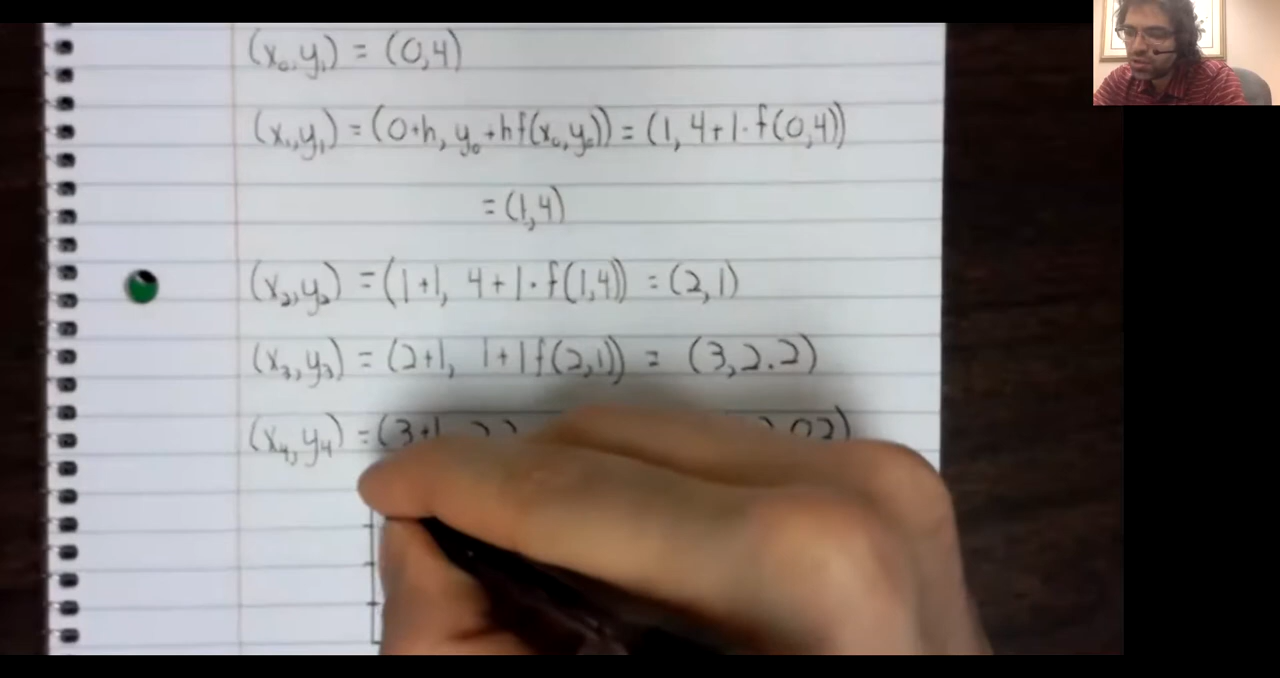 (x₀,y₁) = (0,4)
(x₁,y₁) = (0+h, y₀+hf(x₀,y₀)) = (1, 4+1·f(0,4))
= (1,4)
(x₂,y₂) = (1+1, 4+1·f(1,4)) = (2,1)
(x₃,y₃) = (2+1, 1+1f(2,1)) = (3,2.2)
(x₄,y₄) = (3+1,